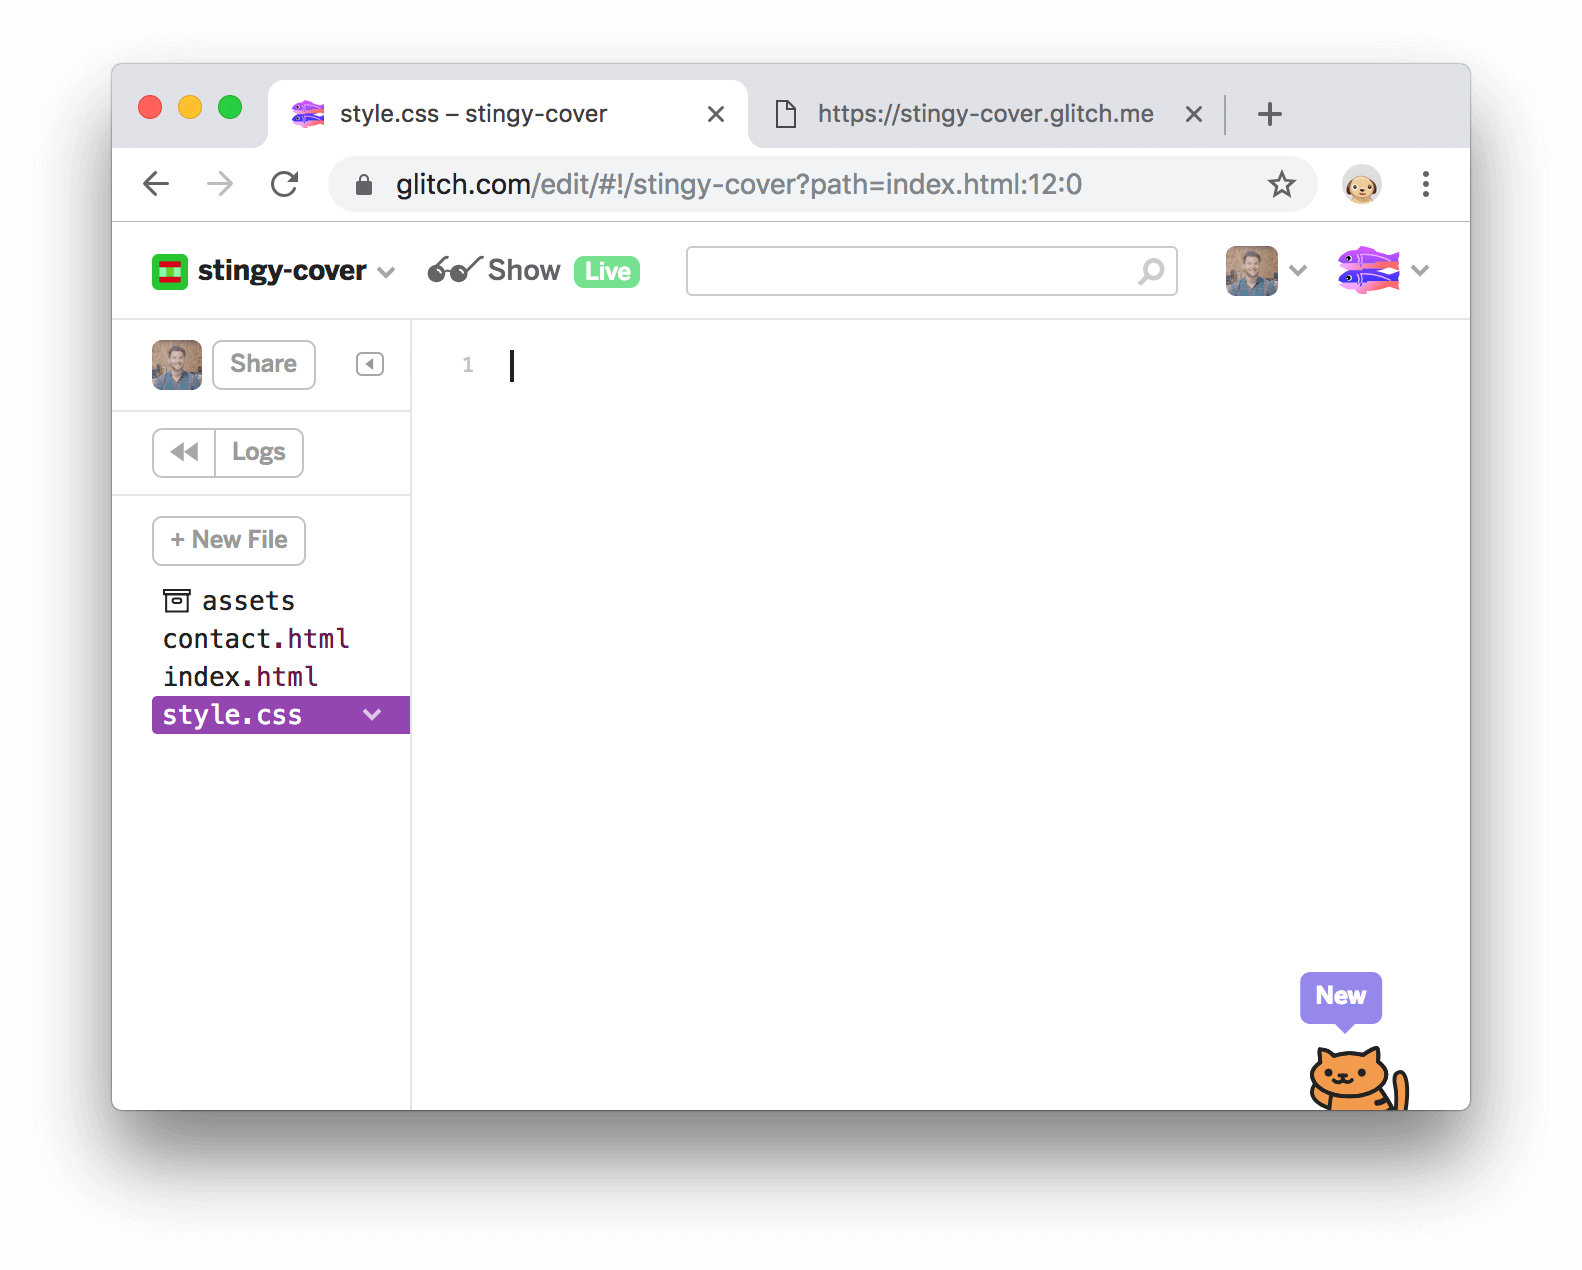 style.css – stingy-cover
https://stingy-cover.glitch.me
glitch.com/edit/#!/stingy-cover?path=index.html:12:0
stingy-cover
Show
Live
Share
1
Logs
+ New File
assets
contact.html
index.html
style.css
New